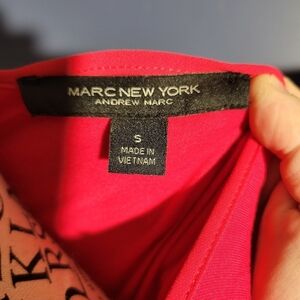 MARC NEW YORK
ANDREW MARC
S
MADE IN
VIETNAM